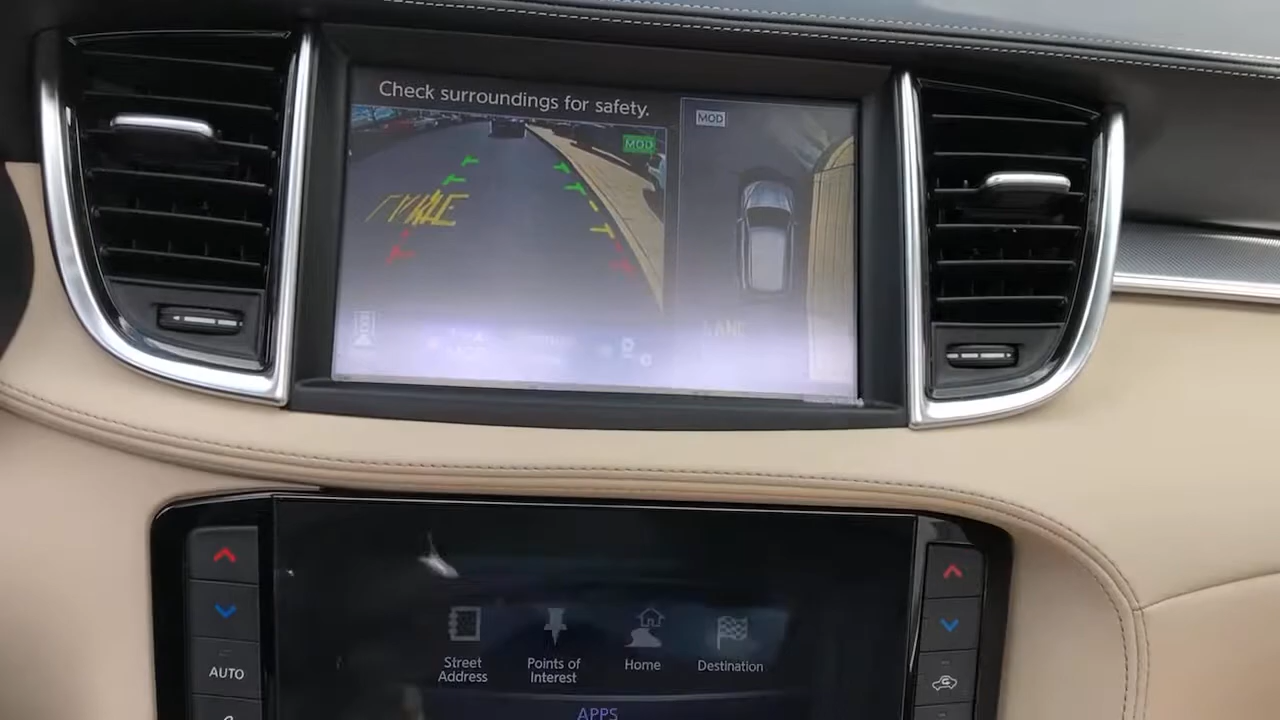 Check surroundings for safety.
MOD
MOD
Street
Address
Points of
Interest
Home
Destination
AUTO
APPS